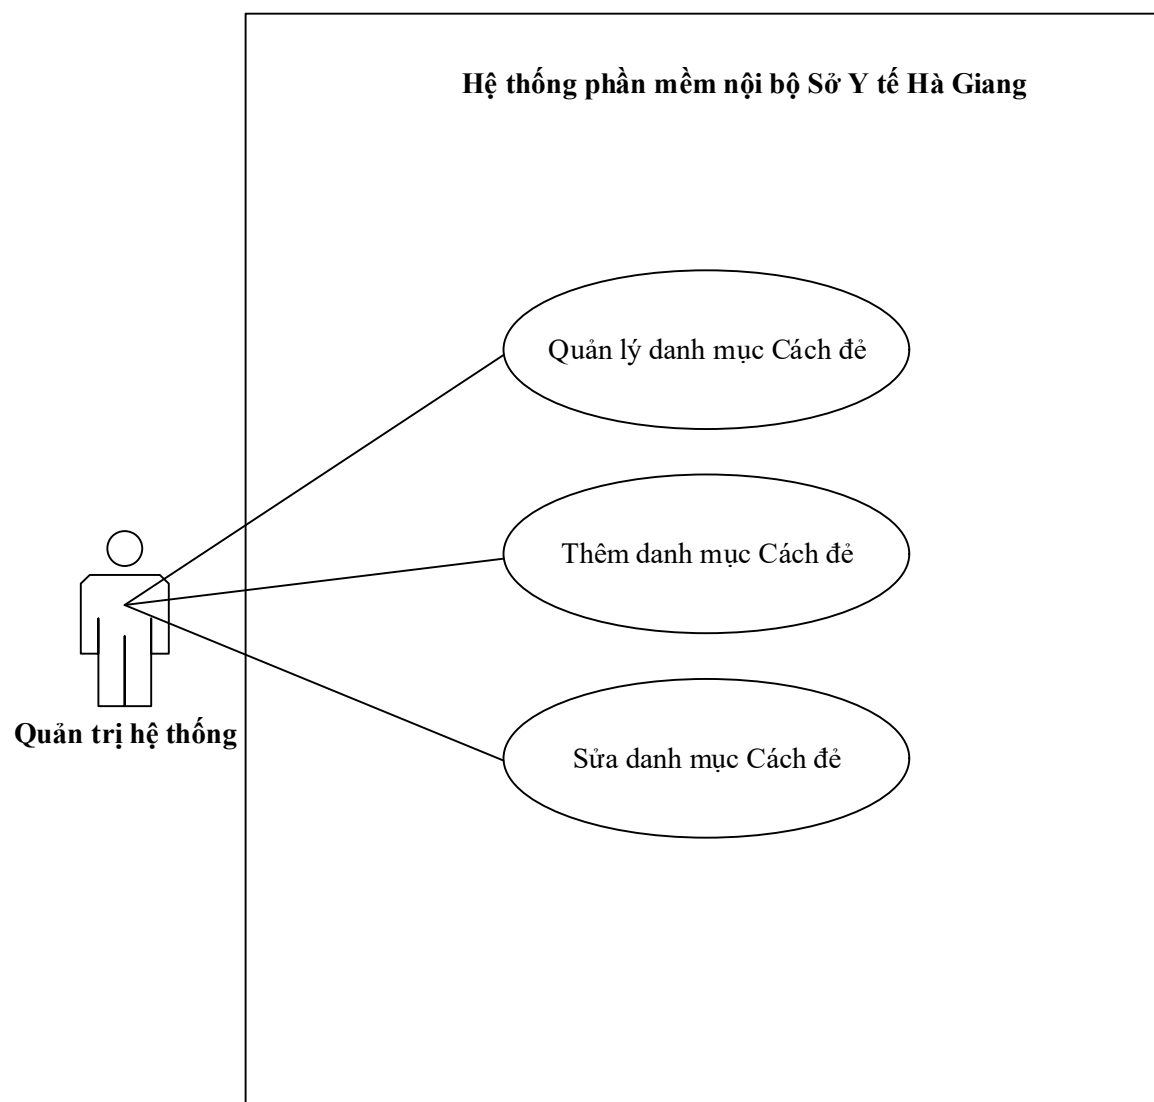 Hệ thống phần mềm nội bộ Sở Y tế Hà Giang
Quản lý danh mục Cách đẻ
Thêm danh mục Cách đẻ
Quản trị hệ thống
Sửa danh mục Cách đẻ